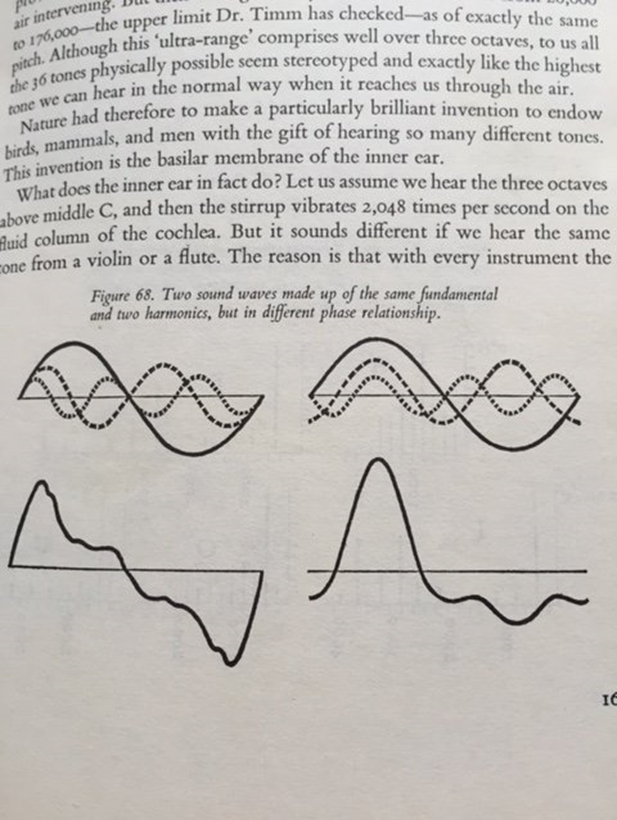 air intervening.
to 176,000—the upper limit Dr. Timm has checked—as of exactly the same
pitch. Although this ‘ultra-range’ comprises well over three octaves, to us all
the 36 tones physically possible seem stereotyped and exactly like the highest
tone we can hear in the normal way when it reaches us through the air.
Nature had therefore to make a particularly brilliant invention to endow
birds, mammals, and men with the gift of hearing so many different tones.
This invention is the basilar membrane of the inner ear.
What does the inner ear in fact do? Let us assume we hear the three octaves
above middle C, and then the stirrup vibrates 2,048 times per second on the
fluid column of the cochlea. But it sounds different if we hear the same
tone from a violin or a flute. The reason is that with every instrument the
Figure 68. Two sound waves made up of the same fundamental
and two harmonics, but in different phase relationship.
16